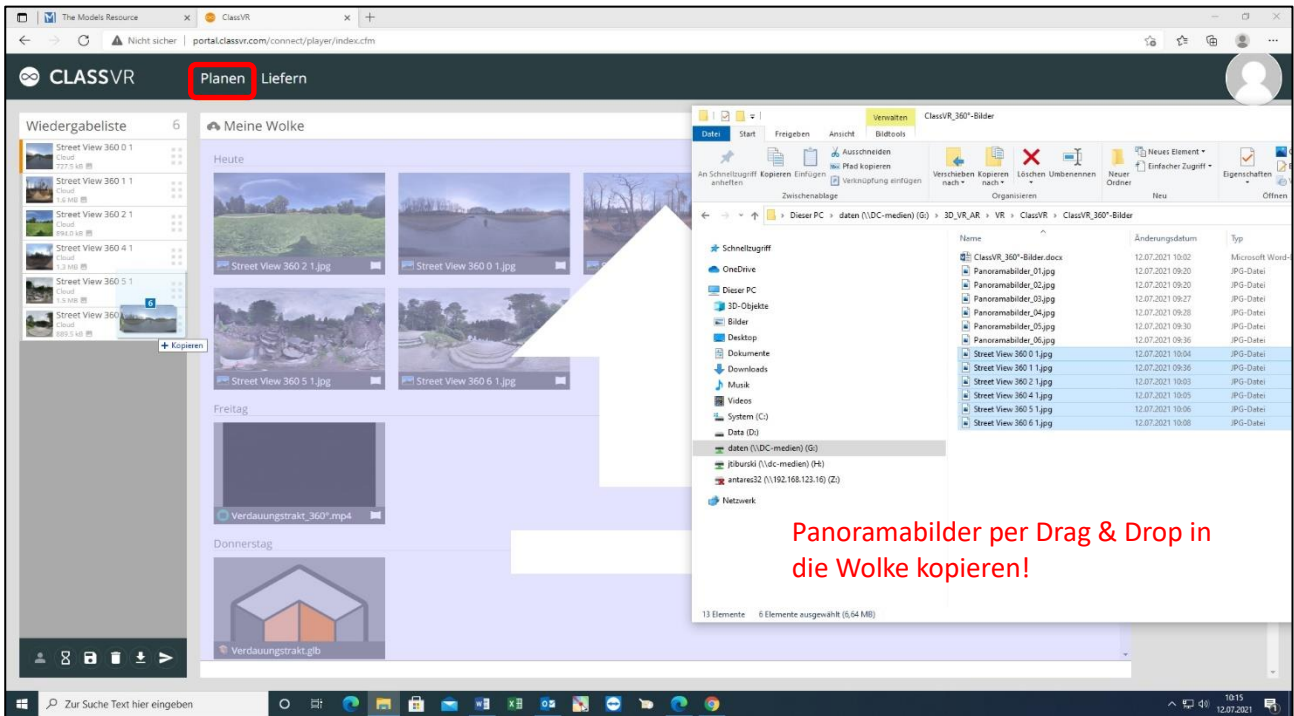 The Models Resource
ClassVR
Nicht sicher | portal.classvr.com/connect/player/index.cfm
CLASSVR
Planen
Liefern
Wiedergabeliste 6
Street View 360 0 1
Cloud
727.5 kB
Street View 360 1 1
Cloud
1.6 MB
Street View 360 2 1
Cloud
894.0 kB
Street View 360 4 1
Cloud
1.3 MB
Street View 360 5 1
Cloud
1.5 MB
Street View 360
Cloud
889.5 kB
6
+ Kopieren
Meine Wolke
Heute
Street View 360 2 1.jpg
Street View 360 0 1.jpg
Street View 360 5 1.jpg
Street View 360 6 1.jpg
Freitag
Verdauungstrakt_360°.mp4
Donnerstag
Verdauungstrakt.glb
Verwalten
ClassVR_360°-Bilder
Datei
Start
Freigeben
Ansicht
Bildtools
An Schnellzugriff anheften
Kopieren
Einfügen
Ausschneiden
Pfad kopieren
Verknüpfung einfügen
Zwischenablage
Verschieben nach
Kopieren nach
Löschen
Umbenennen
Organisieren
Neuer Ordner
Neues Element
Einfacher Zugriff
Neu
Eigenschaften
Öffnen
Dieser PC › daten (\\DC-medien) (G:) › 3D_VR_AR › VR › ClassVR › ClassVR_360°-Bilder
Schnellzugriff
OneDrive
Dieser PC
3D-Objekte
Bilder
Desktop
Dokumente
Downloads
Musik
Videos
System (C:)
Data (D:)
daten (\\DC-medien) (G:)
jtiburski (\\dc-medien) (H:)
antares32 (\\192.168.123.16) (Z:)
Netzwerk
Name Änderungsdatum Typ
ClassVR_360°-Bilder.docx 12.07.2021 10:02 Microsoft Word-
Panoramabilder_01.jpg 12.07.2021 09:20 JPG-Datei
Panoramabilder_02.jpg 12.07.2021 09:20 JPG-Datei
Panoramabilder_03.jpg 12.07.2021 09:27 JPG-Datei
Panoramabilder_04.jpg 12.07.2021 09:28 JPG-Datei
Panoramabilder_05.jpg 12.07.2021 09:30 JPG-Datei
Panoramabilder_06.jpg 12.07.2021 09:36 JPG-Datei
Street View 360 0 1.jpg 12.07.2021 10:04 JPG-Datei
Street View 360 1 1.jpg 12.07.2021 09:36 JPG-Datei
Street View 360 2 1.jpg 12.07.2021 10:03 JPG-Datei
Street View 360 4 1.jpg 12.07.2021 10:05 JPG-Datei
Street View 360 5 1.jpg 12.07.2021 10:06 JPG-Datei
Street View 360 6 1.jpg 12.07.2021 10:08 JPG-Datei
Panoramabilder per Drag & Drop in
die Wolke kopieren!
13 Elemente 6 Elemente ausgewählt (6,64 MB)
Zur Suche Text hier eingeben
10:15
12.07.2021